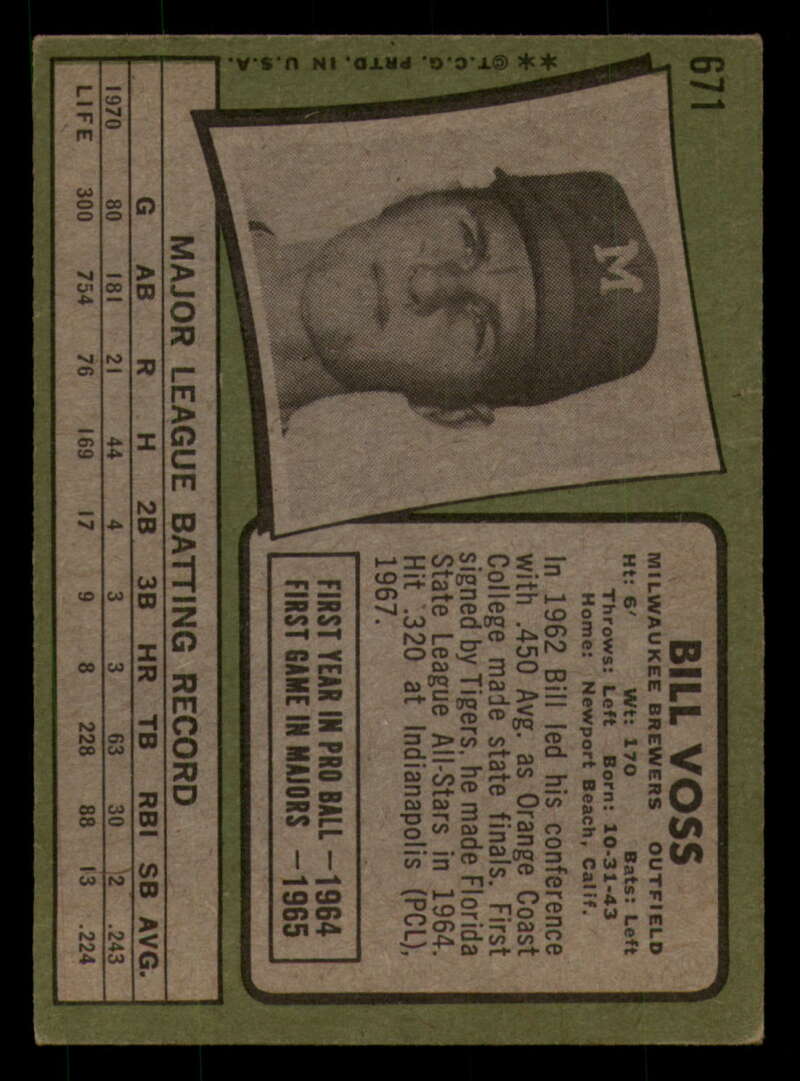 671
**©T.C.G. PRTD. IN U.S.A.
M
BILL VOSS
MILWAUKEE BREWERS OUTFIELD
Ht: 6' Wt: 170 Bats: Left
Throws: Left Born: 10-31-43
Home: Newport Beach, Calif.
In 1962 Bill led his conference
with .450 Avg. as Orange Coast
College made state finals. First
signed by Tigers, he made Florida
State League All-Stars in 1964.
Hit .320 at Indianapolis (PCL),
1967.
FIRST YEAR IN PRO BALL—1964
FIRST GAME IN MAJORS —1965
MAJOR LEAGUE BATTING RECORD
G AB R H 2B 3B HR TB RBI SB AVG.
1970 80 181 21 44 4 3 3 63 30 2 .243
LIFE 300 754 76 169 17 9 8 228 88 13 .224